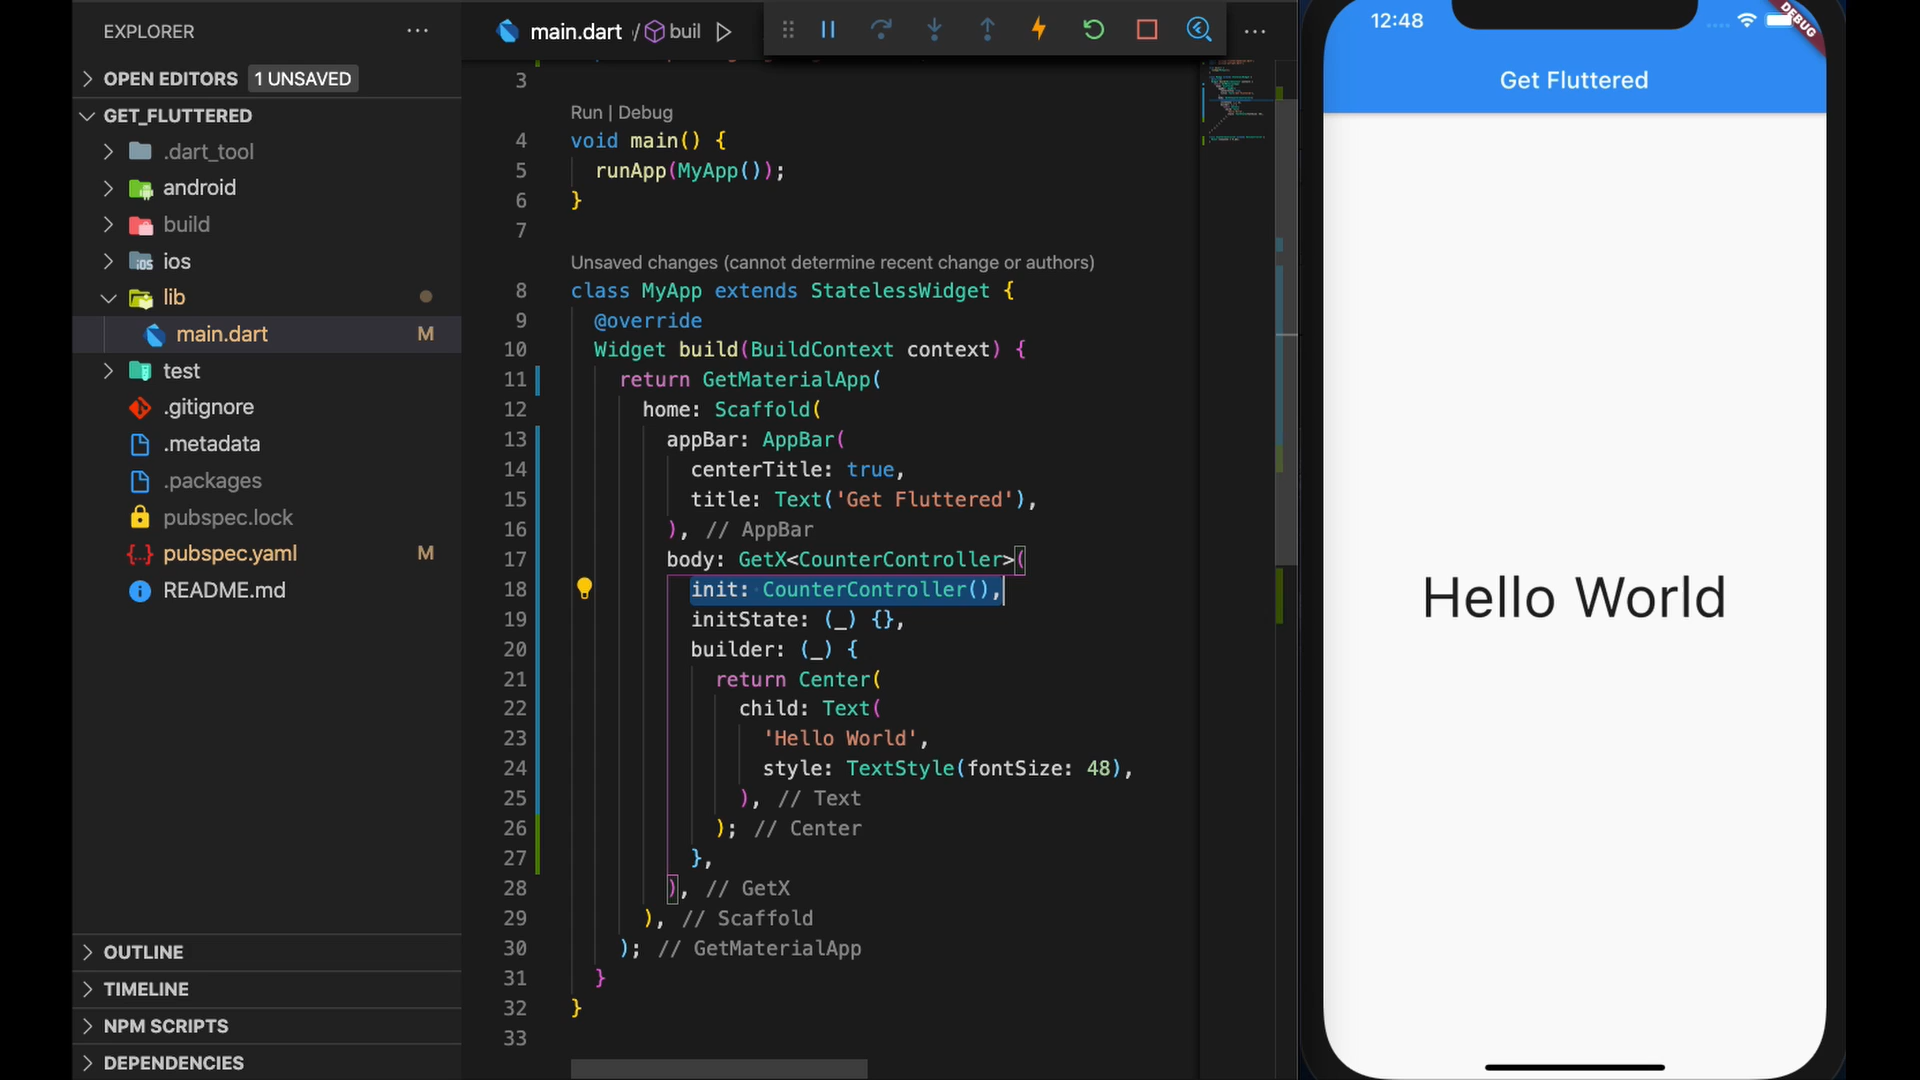 EXPLORER
OPEN EDITORS 1 UNSAVED
GET_FLUTTERED
.dart_tool
android
build
ios
lib
main.dart M
test
.gitignore
.metadata
.packages
pubspec.lock
pubspec.yaml M
README.md
OUTLINE
TIMELINE
NPM SCRIPTS
DEPENDENCIES
main.dart / buil
3
Run | Debug
4 void main() {
5 runApp(MyApp());
6 }
7
Unsaved changes (cannot determine recent change or authors)
8 class MyApp extends StatelessWidget {
9 @override
10 Widget build(BuildContext context) {
11 return GetMaterialApp(
12 home: Scaffold(
13 appBar: AppBar(
14 centerTitle: true,
15 title: Text('Get Fluttered'),
16 ), // AppBar
17 body: GetX<CounterController>(
18 init: CounterController(),
19 initState: (_) {},
20 builder: (_) {
21 return Center(
22 child: Text(
23 'Hello World',
24 style: TextStyle(fontSize: 48),
25 ), // Text
26 ); // Center
27 },
28 ), // GetX
29 ), // Scaffold
30 ); // GetMaterialApp
31 }
32 }
33
12:48
DEBUG
Get Fluttered
Hello World